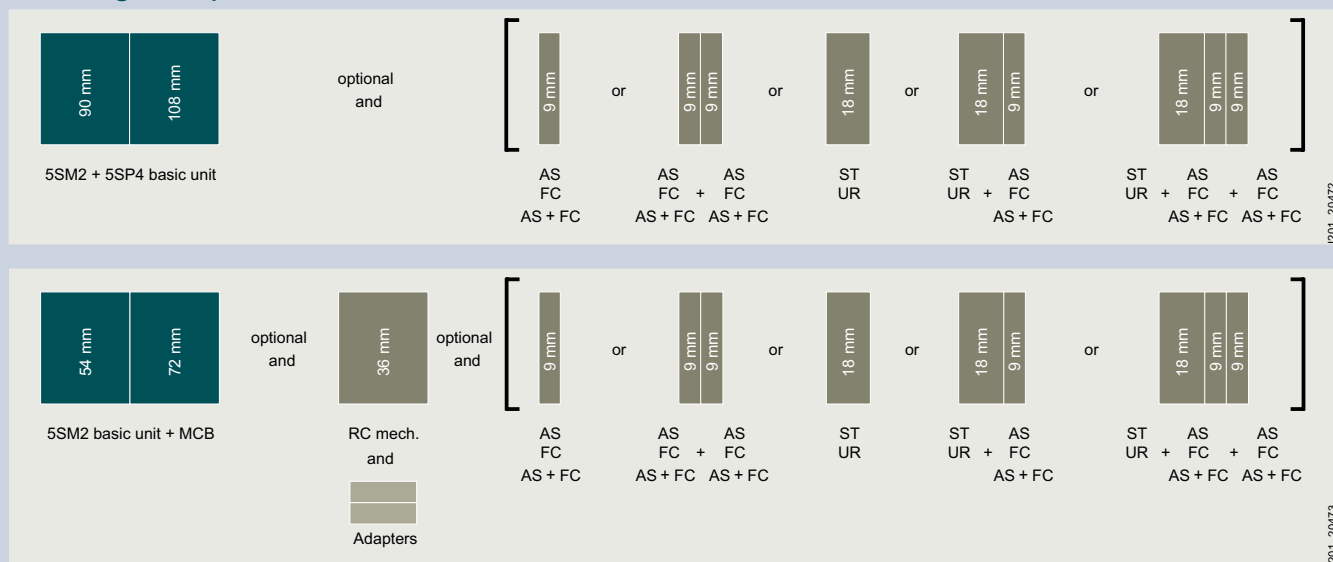 90 mm
108 mm
optional
and
9 mm
or
9 mm
9 mm
or
18 mm
or
18 mm
9 mm
or
18 mm
9 mm
9 mm
5SM2 + 5SP4 basic unit
AS
FC
AS + FC
AS AS
FC + FC
AS + FC AS + FC
ST
UR
ST AS
UR + FC
AS + FC
ST AS AS
UR + FC + FC
AS + FC AS + FC
I201_20472
54 mm
72 mm
optional
and
36 mm
optional
and
9 mm
or
9 mm
9 mm
or
18 mm
or
18 mm
9 mm
or
18 mm
9 mm
9 mm
5SM2 basic unit + MCB
RC mech.
and
Adapters
AS
FC
AS + FC
AS AS
FC + FC
AS + FC AS + FC
ST
UR
ST AS
UR + FC
AS + FC
ST AS AS
UR + FC + FC
AS + FC AS + FC
201_20473